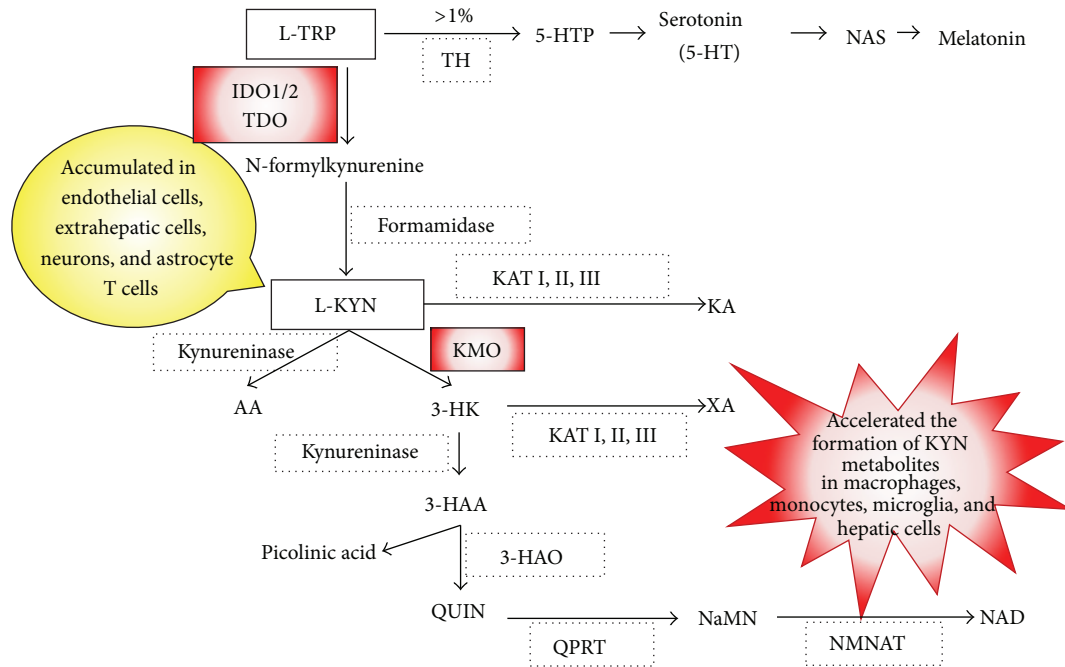 L-TRP
>1%
TH
5-HTP
Serotonin
(5-HT)
NAS
Melatonin
IDO1/2
TDO
N-formylkynurenine
Accumulated in
endothelial cells,
extrahepatic cells,
neurons, and astrocyte
T cells
Formamidase
L-KYN
KAT I, II, III
KA
Kynureninase
KMO
AA
3-HK
KAT I, II, III
XA
Kynureninase
Accelerated the
formation of KYN
metabolites
in macrophages,
monocytes, microglia, and
hepatic cells
3-HAA
Picolinic acid
3-HAO
QUIN
QPRT
NaMN
NMNAT
NAD